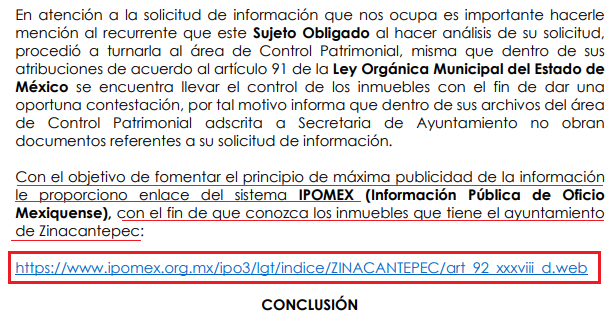 En atención a la solicitud de información que nos ocupa es importante hacerle
mención al recurrente que este Sujeto Obligado al hacer análisis de su solicitud,
procedió a turnarla al área de Control Patrimonial, misma que dentro de sus
atribuciones de acuerdo al artículo 91 de la Ley Orgánica Municipal del Estado de
México se encuentra llevar el control de los inmuebles con el fin de dar una
oportuna contestación, por tal motivo informa que dentro de sus archivos del área
de Control Patrimonial adscrita a Secretaria de Ayuntamiento no obran
documentos referentes a su solicitud de información.
Con el objetivo de fomentar el principio de máxima publicidad de la información
le proporciono enlace del sistema IPOMEX (Información Pública de Oficio
Mexiquense), con el fin de que conozca los inmuebles que tiene el ayuntamiento
de Zinacantepec:
https://www.ipomex.org.mx/ipo3/lgt/indice/ZINACANTEPEC/art_92_xxxviii_d.web
CONCLUSIÓN